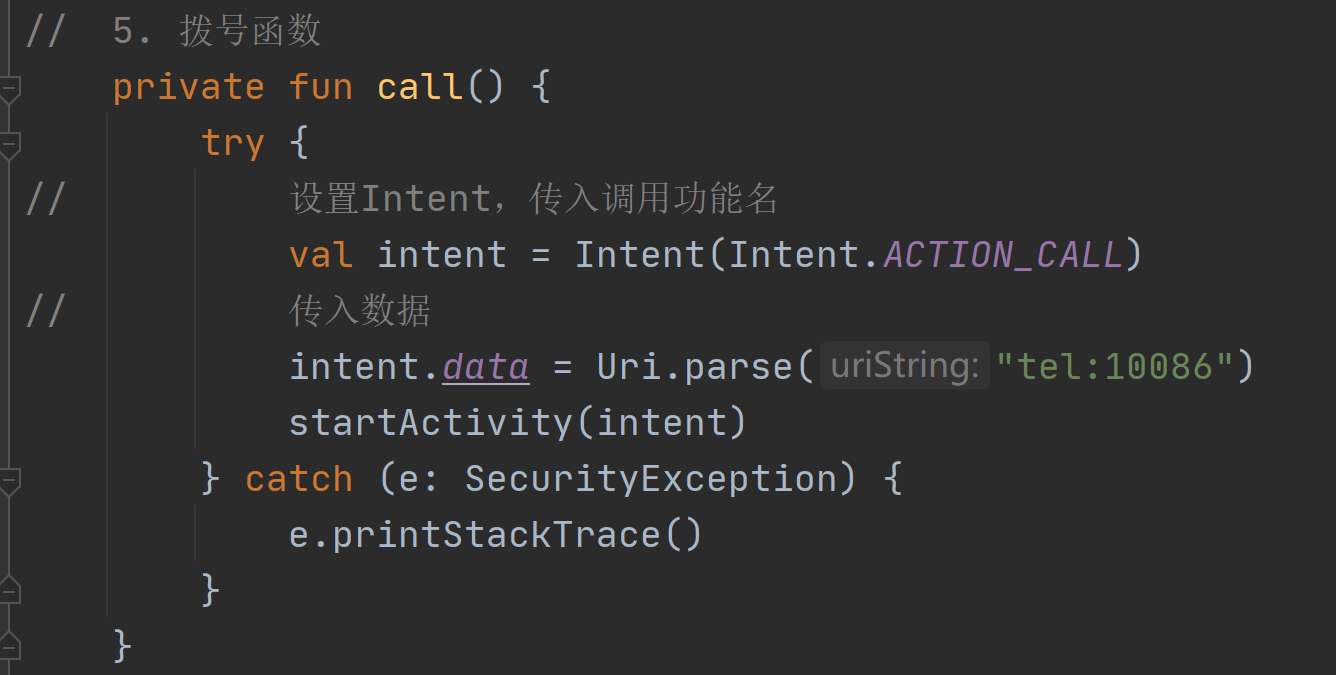 // 5. 拨号函数
private fun call() {
try {
// 设置Intent，传入调用功能名
val intent = Intent(Intent.ACTION_CALL)
// 传入数据
intent.data = Uri.parse( uriString: "tel:10086")
startActivity(intent)
} catch (e: SecurityException) {
e.printStackTrace()
}
}